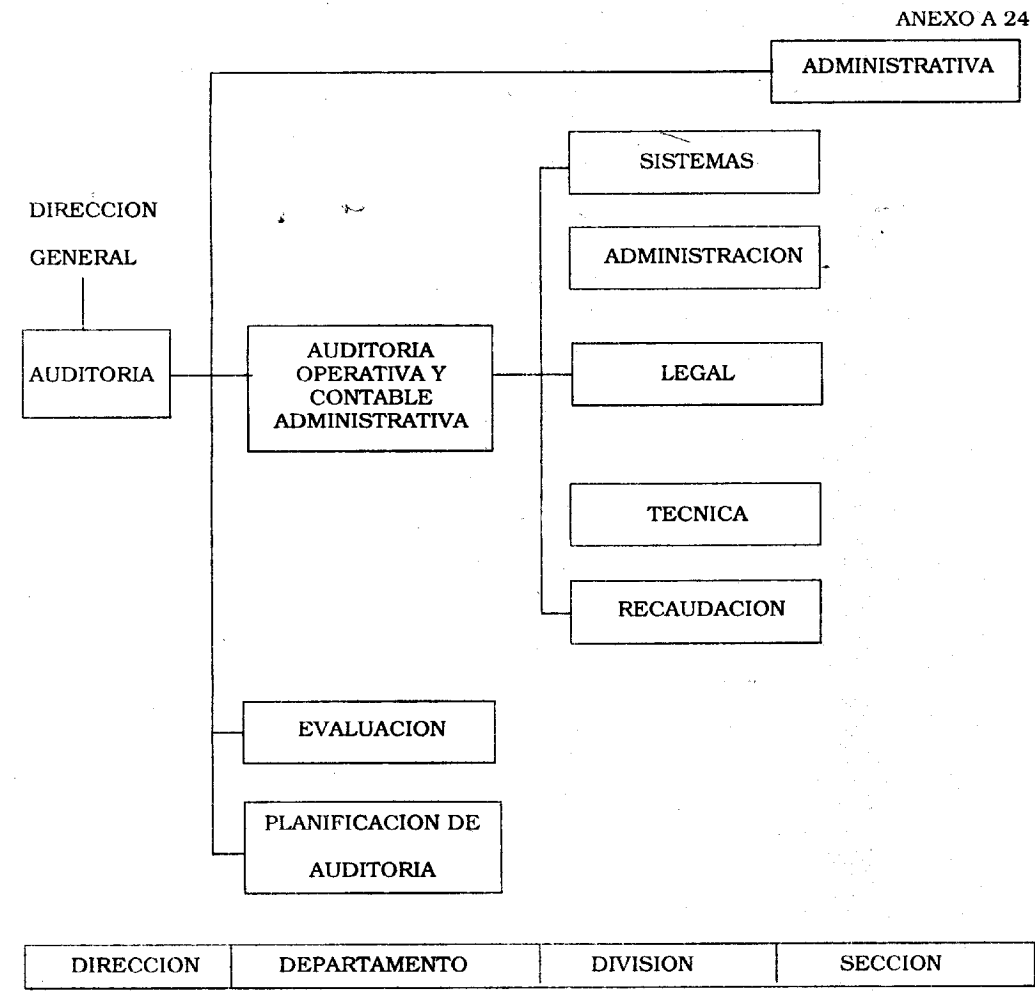 ANEXO A 24
ADMINISTRATIVA
SISTEMAS
DIRECCION
GENERAL
ADMINISTRACION
AUDITORIA
AUDITORIA
OPERATIVA Y
CONTABLE
ADMINISTRATIVA
LEGAL
TECNICA
RECAUDACION
EVALUACION
PLANIFICACION DE
AUDITORIA
DIRECCION DEPARTAMENTO DIVISION SECCION